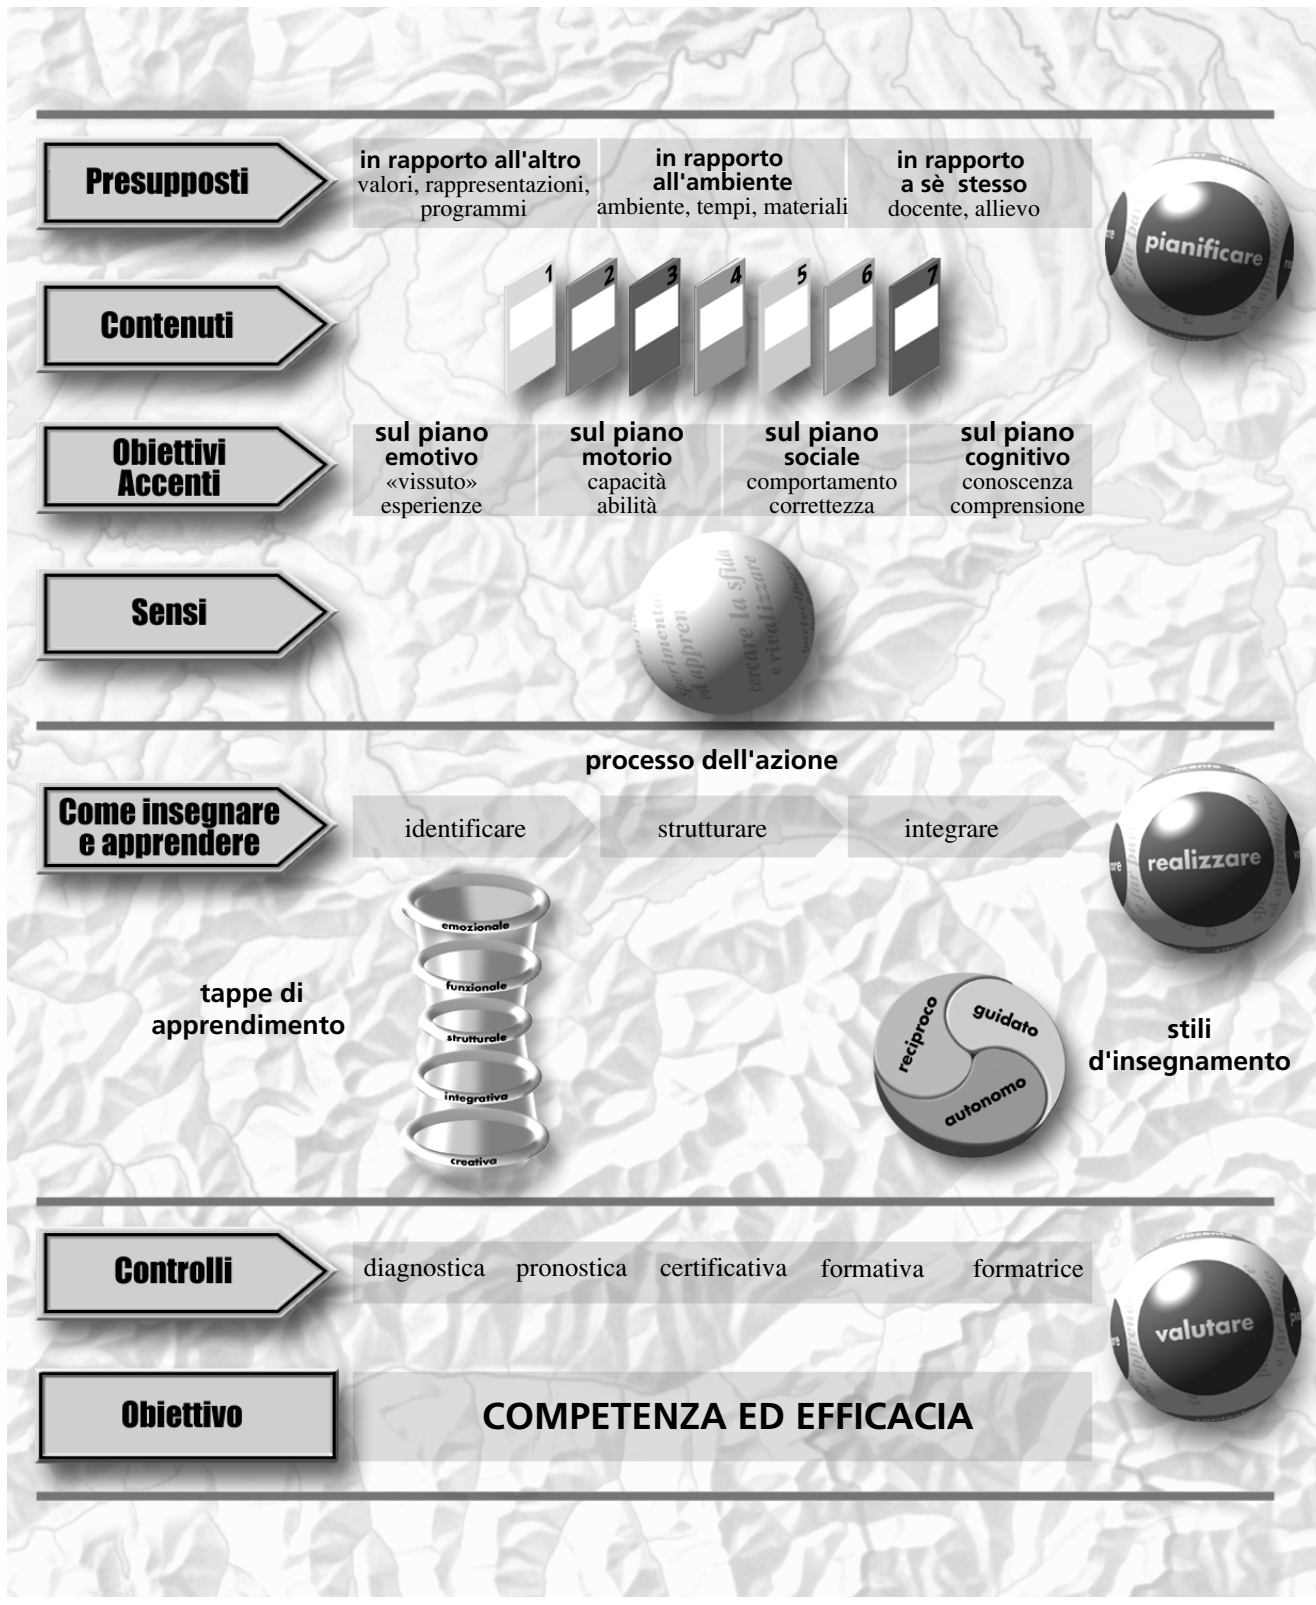 Presupposti
in rapporto all'altro
valori, rappresentazioni,
programmi
in rapporto
all'ambiente
ambiente, tempi, materiali
in rapporto
a sè stesso
docente, allievo
pianificare
Contenuti
1
2
3
4
5
6
7
Obiettivi
Accenti
sul piano
emotivo
«vissuto»
esperienze
sul piano
motorio
capacità
abilità
sul piano
sociale
comportamento
correttezza
sul piano
cognitivo
conoscenza
comprensione
Sensi
ed appren
cercare la sfida
e rivalizzare
processo dell'azione
Come insegnare
e apprendere
identificare
strutturare
integrare
realizzare
tappe di
apprendimento
emozionale
funzionale
strutturale
integrativa
creativa
reciproco
guidato
autonomo
stili
d'insegnamento
Controlli
diagnostica
pronostica
certificativa
formativa
formatrice
valutare
Obiettivo
COMPETENZA ED EFFICACIA